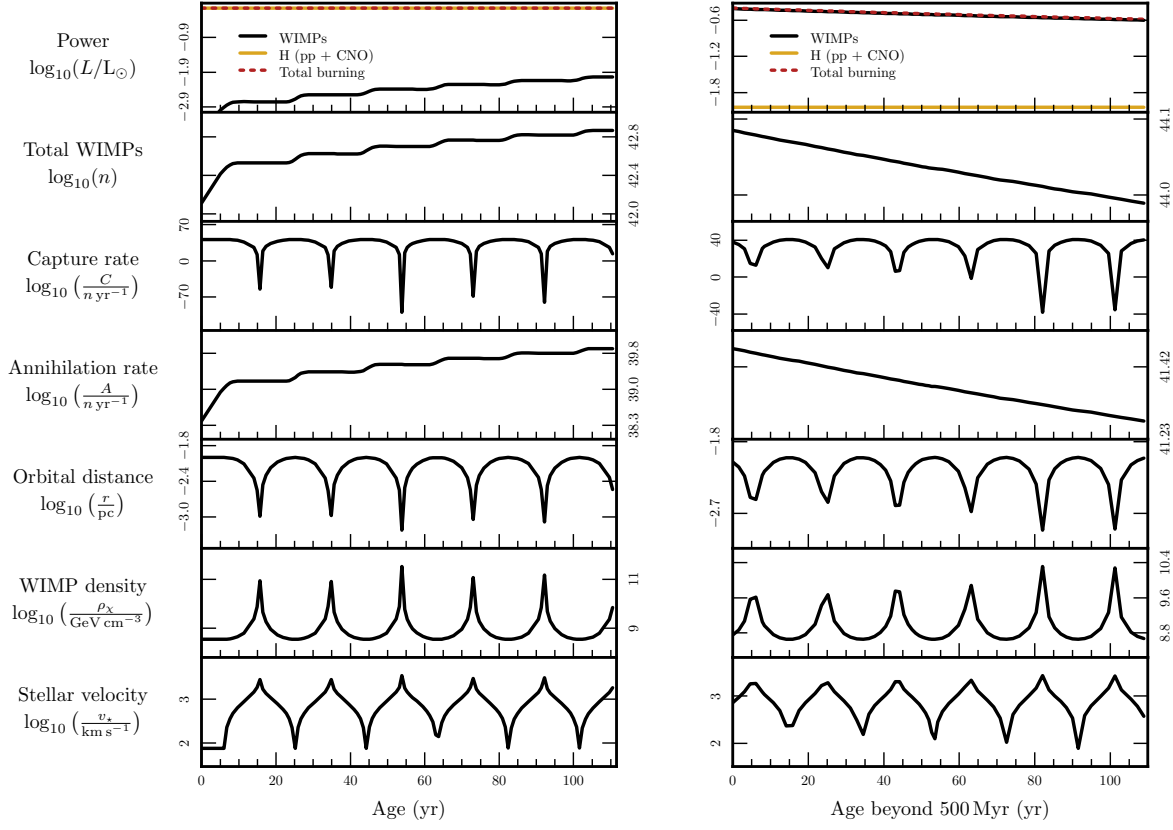 Power
log₁₀(L/L☉)
−0.9
−1.9
−2.9
WIMPs
H (pp + CNO)
Total burning
−0.6
−1.2
−1.8
WIMPs
H (pp + CNO)
Total burning
Total WIMPs
log₁₀(n)
42.8
42.4
42.0
44.1
44.0
Capture rate
log₁₀(C / n yr⁻¹)
70
0
−70
40
0
−40
Annihilation rate
log₁₀(A / n yr⁻¹)
39.8
39.0
38.3
41.42
41.23
Orbital distance
log₁₀(r / pc)
−1.8
−2.4
−3.0
−1.8
−2.7
WIMP density
log₁₀(ρᵪ / GeV cm⁻³)
11
9
10.4
9.6
8.8
Stellar velocity
log₁₀(v⋆ / km s⁻¹)
3
2
3
2
0 20 40 60 80 100
0 20 40 60 80 100
Age (yr)
Age beyond 500 Myr (yr)